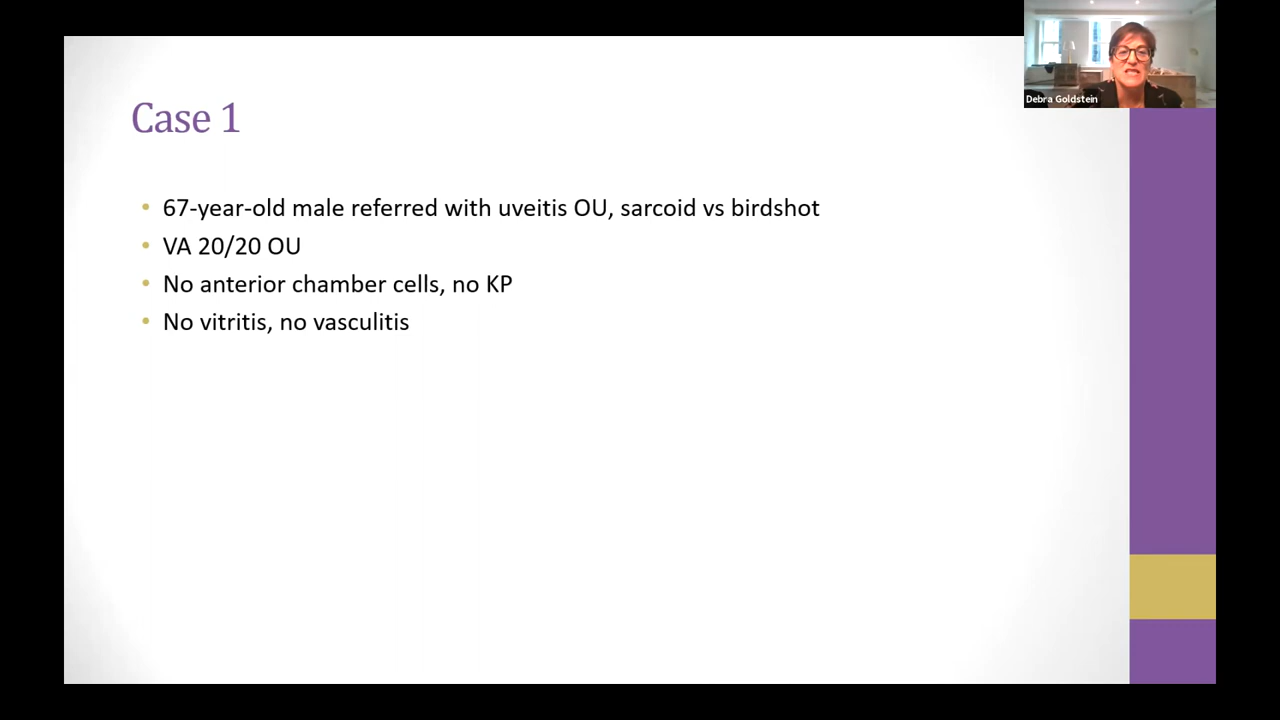 Debra Goldstein
Case 1
• 67-year-old male referred with uveitis OU, sarcoid vs birdshot
• VA 20/20 OU
• No anterior chamber cells, no KP
• No vitritis, no vasculitis